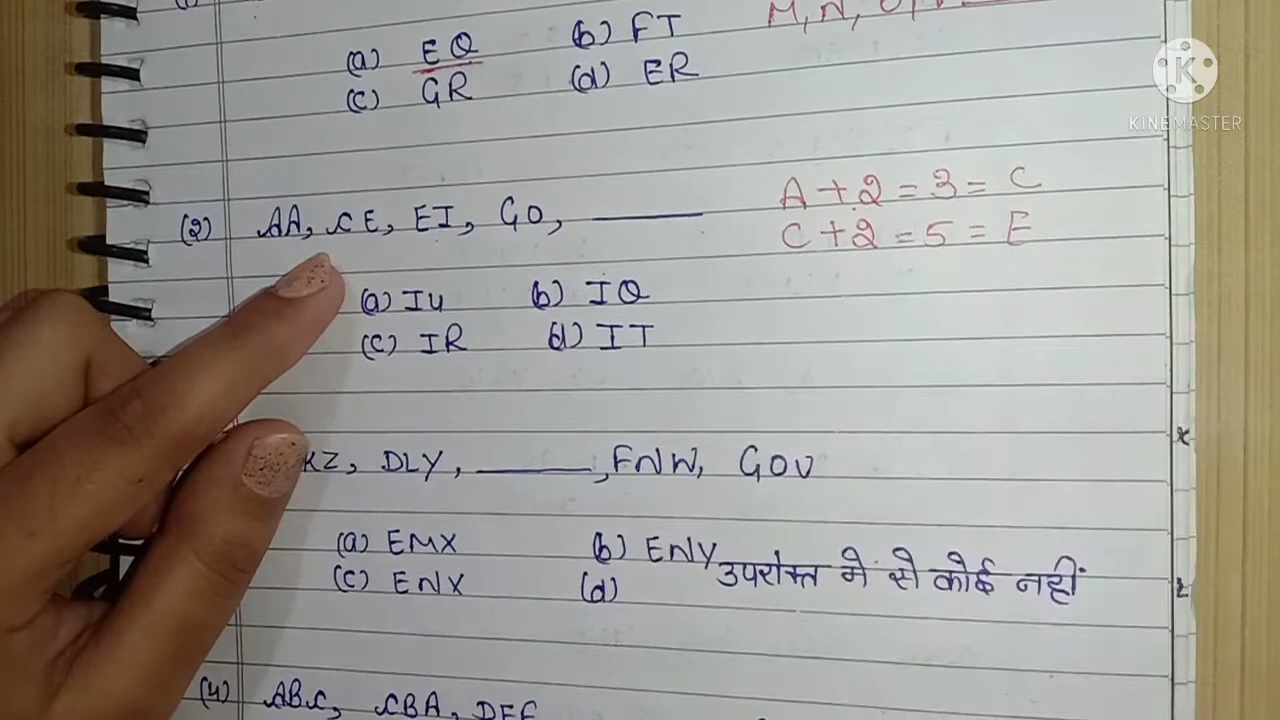 M, N, O,
(a) EQ (b) FT
(c) GR (d) ER
KINEMASTER
A + 2 = 3 = C
(2) AA, CE, EI, GO, ______
C + 2 = 5 = E
(a) IU (b) IQ
(c) IR (d) IT
KZ, DLY, ______, FNW, GOV
(a) EMX (b) ENY
(c) ENX (d) उपरोक्त मे से कोई नहीं
(4) ABC, CBA, DEF